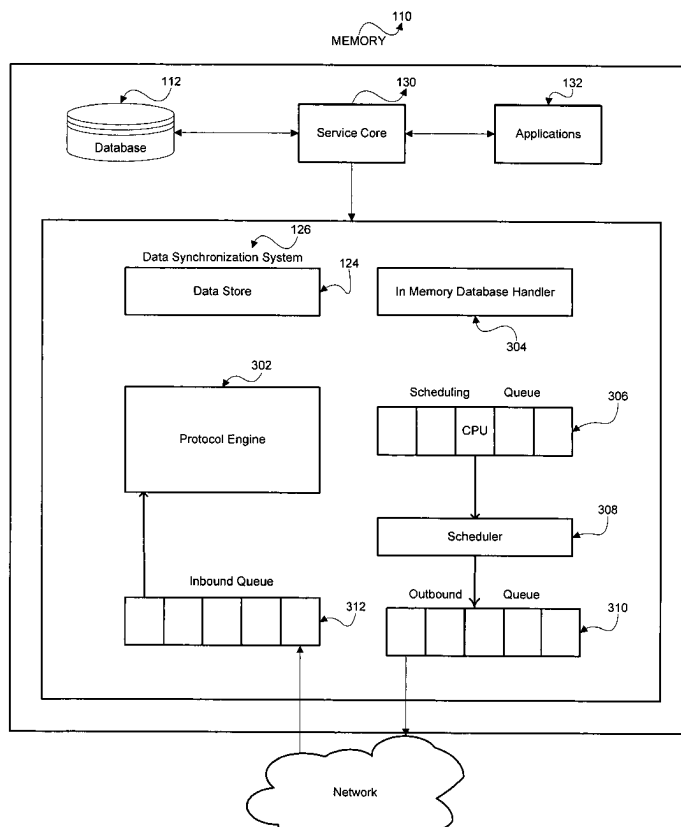 110
MEMORY
112
130
132
Database
Service Core
Applications
126
Data Synchronization System
124
Data Store
In Memory Database Handler
304
302
Protocol Engine
Scheduling Queue
306
CPU
308
Scheduler
Inbound Queue
312
Outbound Queue
310
Network